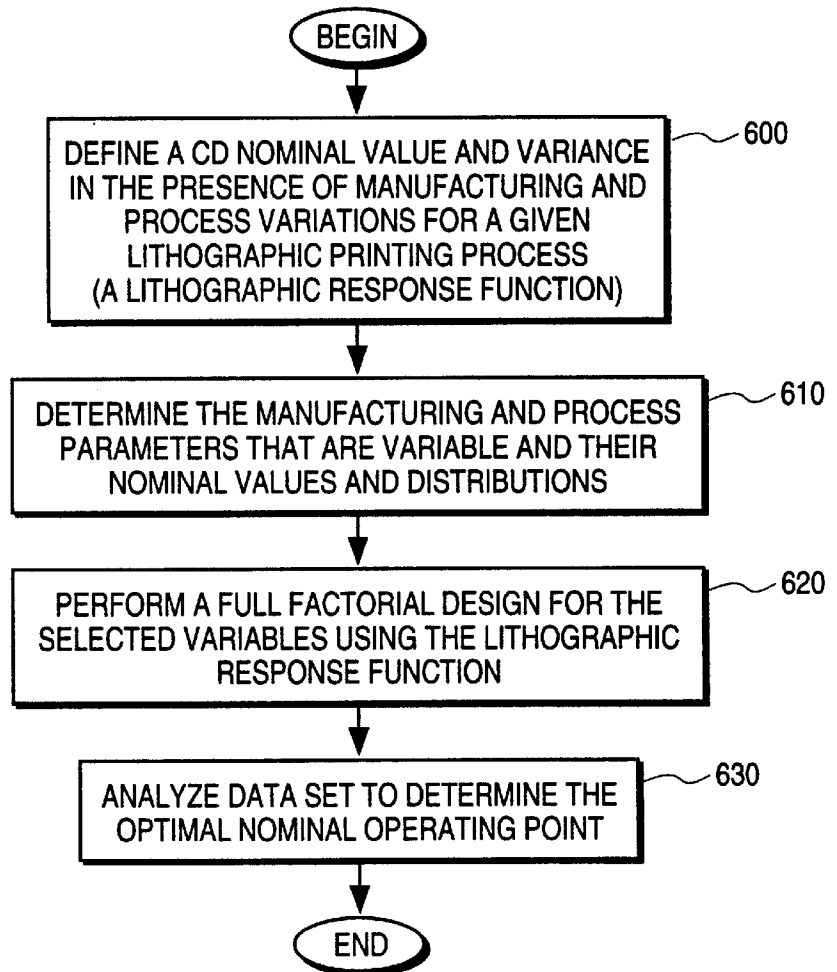 BEGIN
DEFINE A CD NOMINAL VALUE AND VARIANCE
IN THE PRESENCE OF MANUFACTURING AND
PROCESS VARIATIONS FOR A GIVEN
LITHOGRAPHIC PRINTING PROCESS
(A LITHOGRAPHIC RESPONSE FUNCTION)
600
DETERMINE THE MANUFACTURING AND PROCESS
PARAMETERS THAT ARE VARIABLE AND THEIR
NOMINAL VALUES AND DISTRIBUTIONS
610
PERFORM A FULL FACTORIAL DESIGN FOR THE
SELECTED VARIABLES USING THE LITHOGRAPHIC
RESPONSE FUNCTION
620
ANALYZE DATA SET TO DETERMINE THE
OPTIMAL NOMINAL OPERATING POINT
630
END